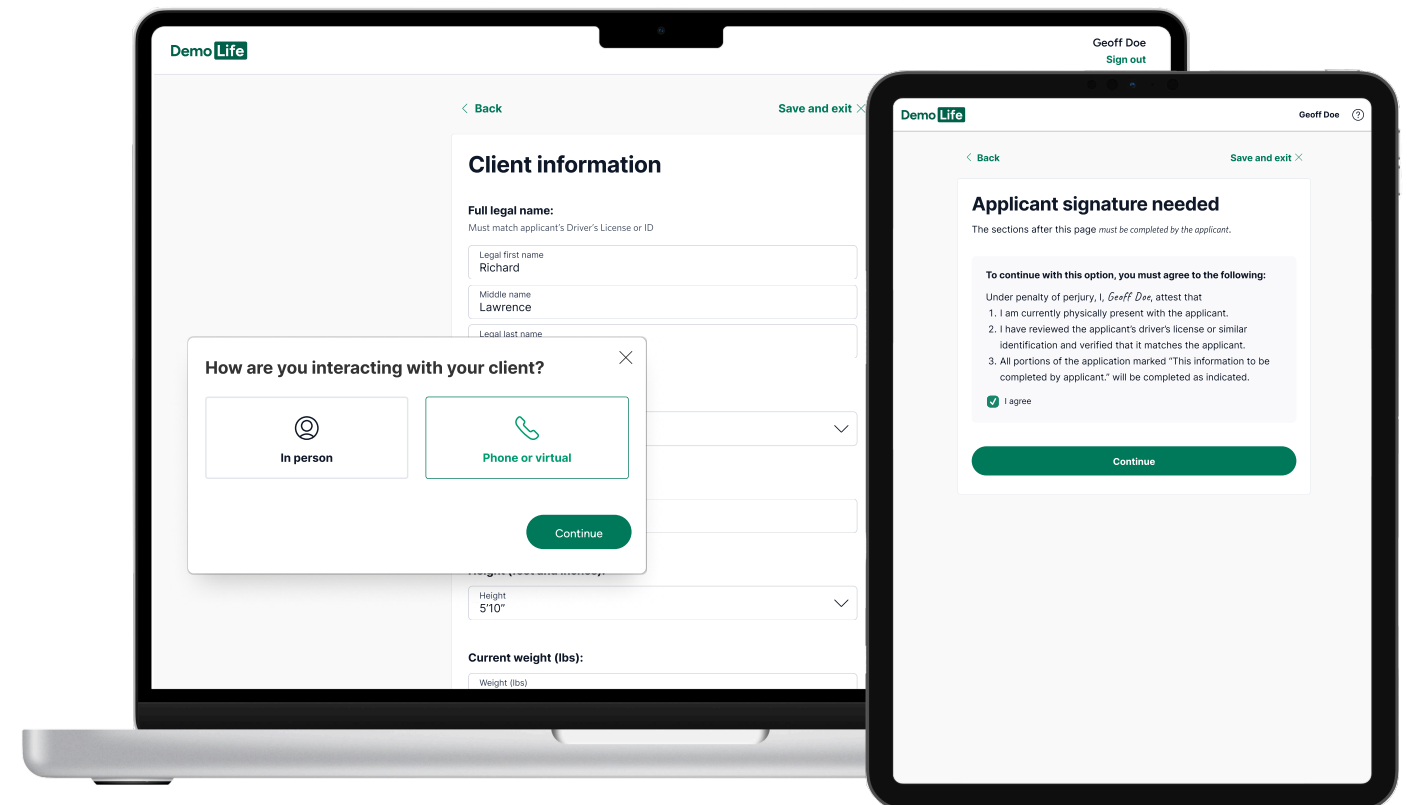 Demo Life
Geoff Doe
Sign out
Back
Save and exit
Client information
Full legal name:
Must match applicant's Driver's License or ID
Legal first name
Richard
Middle name
Lawrence
Legal last name
How are you interacting with your client?
In person
Phone or virtual
Continue
Height
5'10"
Current weight (lbs):
Weight (lbs)
Demo Life
Geoff Doe
?
Back
Save and exit
Applicant signature needed
The sections after this page must be completed by the applicant.
To continue with this option, you must agree to the following:
Under penalty of perjury, I, Geoff Doe, attest that
1. I am currently physically present with the applicant.
2. I have reviewed the applicant's driver's license or similar
identification and verified that it matches the applicant.
3. All portions of the application marked "This information to be
completed by applicant." will be completed as indicated.
I agree
Continue